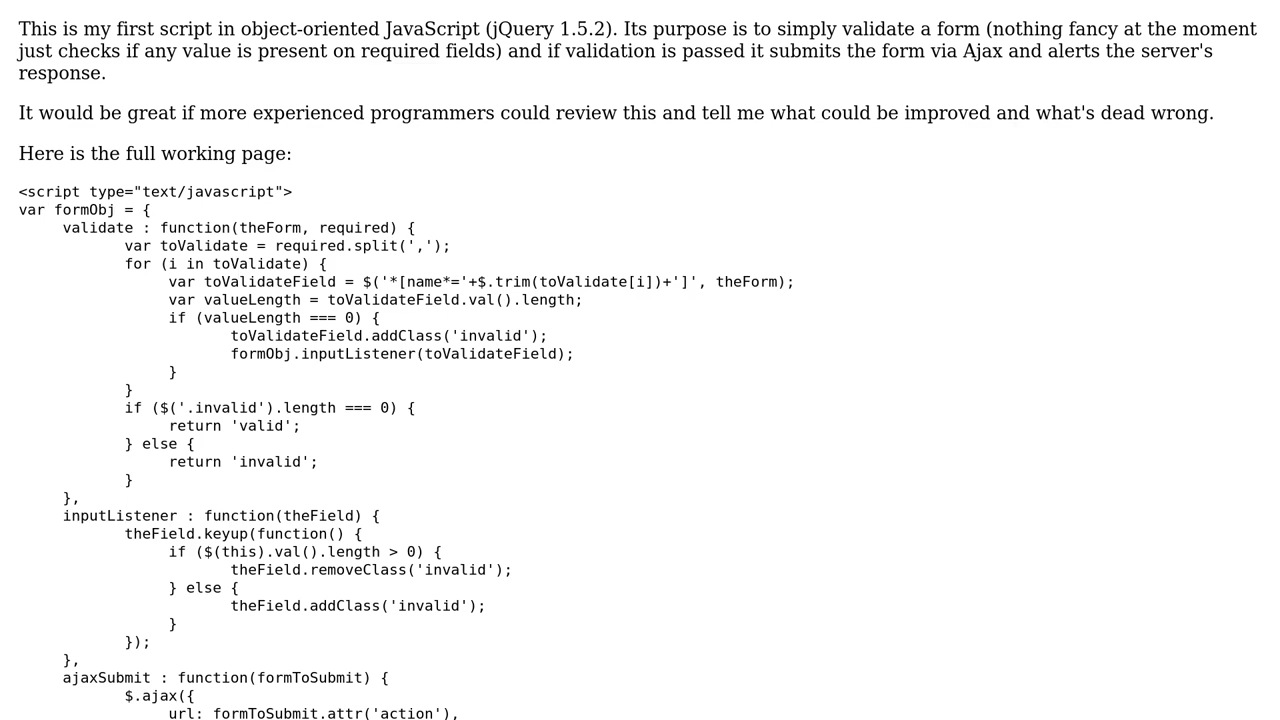 This is my first script in object-oriented JavaScript (jQuery 1.5.2). Its purpose is to simply validate a form (nothing fancy at the moment
just checks if any value is present on required fields) and if validation is passed it submits the form via Ajax and alerts the server's
response.
It would be great if more experienced programmers could review this and tell me what could be improved and what's dead wrong.
Here is the full working page:
<script type="text/javascript">
var formObj = {
     validate : function(theForm, required) {
            var toValidate = required.split(',');
            for (i in toValidate) {
                 var toValidateField = $('*[name*='+$.trim(toValidate[i])+']', theForm);
                 var valueLength = toValidateField.val().length;
                 if (valueLength === 0) {
                        toValidateField.addClass('invalid');
                        formObj.inputListener(toValidateField);
                 }
            }
            if ($('.invalid').length === 0) {
                 return 'valid';
            } else {
                 return 'invalid';
            }
     },
     inputListener : function(theField) {
            theField.keyup(function() {
                 if ($(this).val().length > 0) {
                        theField.removeClass('invalid');
                 } else {
                        theField.addClass('invalid');
                 }
            });
     },
     ajaxSubmit : function(formToSubmit) {
            $.ajax({
                 url: formToSubmit.attr('action'),